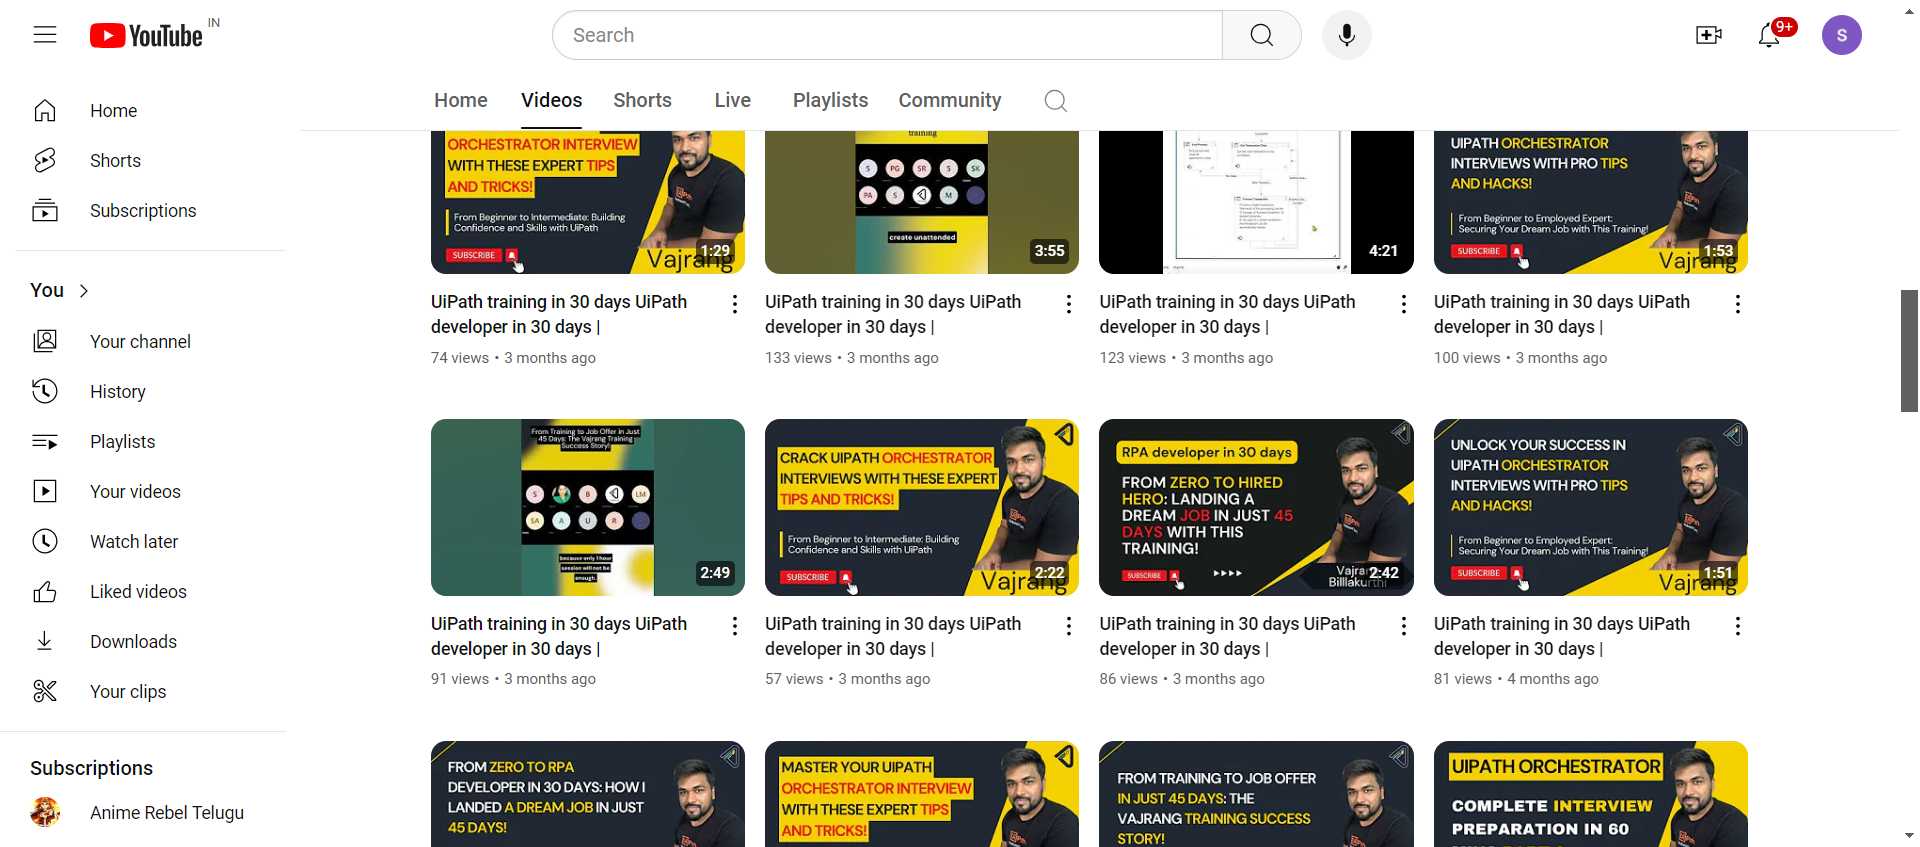 YouTube IN
Search
9+
S
Home
Videos
Shorts
Live
Playlists
Community
Home
Shorts
Subscriptions
You
Your channel
History
Playlists
Your videos
Watch later
Liked videos
Downloads
Your clips
Subscriptions
Anime Rebel Telugu
ORCHESTRATOR INTERVIEW
WITH THESE EXPERT TIPS
AND TRICKS!
From Beginner to Intermediate: Building
Confidence and Skills with UiPath
SUBSCRIBE
Vajrang
1:29
training
S PG SR S SK
PA S M
create unattended
3:55
4:21
UIPATH ORCHESTRATOR
INTERVIEWS WITH PRO TIPS
AND HACKS!
From Beginner to Employed Expert:
Securing Your Dream Job with This Training!
SUBSCRIBE
Vajrang
1:53
UiPath training in 30 days UiPath
developer in 30 days |
74 views • 3 months ago
UiPath training in 30 days UiPath
developer in 30 days |
133 views • 3 months ago
UiPath training in 30 days UiPath
developer in 30 days |
123 views • 3 months ago
UiPath training in 30 days UiPath
developer in 30 days |
100 views • 3 months ago
From Training to Job Offer in Just
45 Days: The Vajrang Training
Success Story!
S B LM
SA A U R
because only 1 hour
session will not be
enough.
2:49
CRACK UIPATH ORCHESTRATOR
INTERVIEWS WITH THESE EXPERT
TIPS AND TRICKS!
From Beginner to Intermediate: Building
Confidence and Skills with UiPath
SUBSCRIBE
Vajrang
2:22
RPA developer in 30 days
FROM ZERO TO HIRED
HERO: LANDING A
DREAM JOB IN JUST 45
DAYS WITH THIS
TRAINING!
SUBSCRIBE
Vajrang
Billlakurthi
2:42
UNLOCK YOUR SUCCESS IN
UIPATH ORCHESTRATOR
INTERVIEWS WITH PRO TIPS
AND HACKS!
From Beginner to Employed Expert:
Securing Your Dream Job with This Training!
SUBSCRIBE
Vajrang
1:51
UiPath training in 30 days UiPath
developer in 30 days |
91 views • 3 months ago
UiPath training in 30 days UiPath
developer in 30 days |
57 views • 3 months ago
UiPath training in 30 days UiPath
developer in 30 days |
86 views • 3 months ago
UiPath training in 30 days UiPath
developer in 30 days |
81 views • 4 months ago
FROM ZERO TO RPA
DEVELOPER IN 30 DAYS: HOW I
LANDED A DREAM JOB IN JUST
45 DAYS!
MASTER YOUR UIPATH
ORCHESTRATOR INTERVIEW
WITH THESE EXPERT TIPS
AND TRICKS!
FROM TRAINING TO JOB OFFER
IN JUST 45 DAYS: THE
VAJRANG TRAINING SUCCESS
STORY!
UIPATH ORCHESTRATOR
COMPLETE INTERVIEW
PREPARATION IN 60